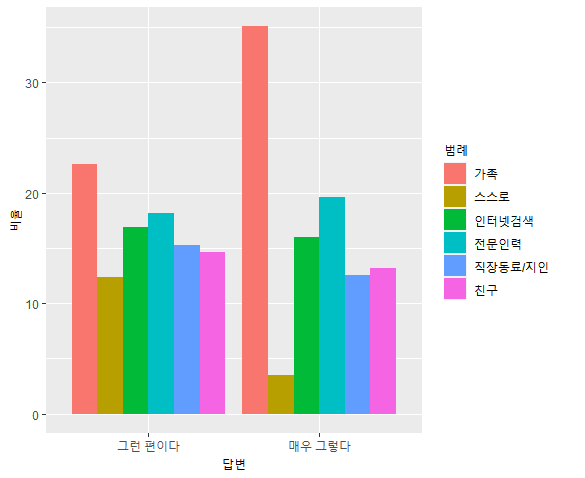 비율
30
20
10
0
그런 편이다
매우 그렇다
답변
범례
가족
스스로
인터넷검색
전문인력
직장동료/지인
친구